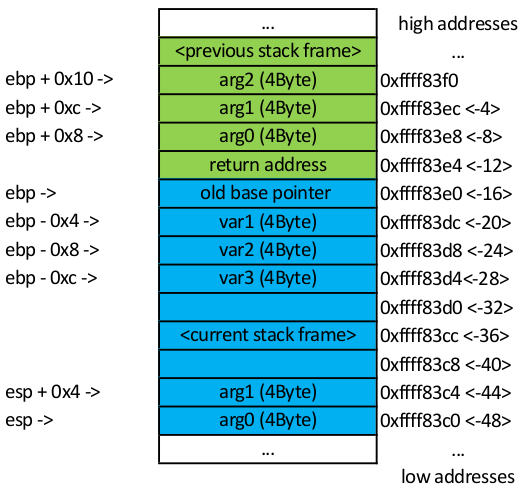 ... high addresses
<previous stack frame> ...
ebp + 0x10 -> arg2 (4Byte) 0xffff83f0
ebp + 0xc -> arg1 (4Byte) 0xffff83ec <-4>
ebp + 0x8 -> arg0 (4Byte) 0xffff83e8 <-8>
return address 0xffff83e4 <-12>
ebp -> old base pointer 0xffff83e0 <-16>
ebp - 0x4 -> var1 (4Byte) 0xffff83dc <-20>
ebp - 0x8 -> var2 (4Byte) 0xffff83d8 <-24>
ebp - 0xc -> var3 (4Byte) 0xffff83d4<-28>
0xffff83d0 <-32>
<current stack frame> 0xffff83cc <-36>
0xffff83c8 <-40>
esp + 0x4 -> arg1 (4Byte) 0xffff83c4 <-44>
esp -> arg0 (4Byte) 0xffff83c0 <-48>
... ...
low addresses